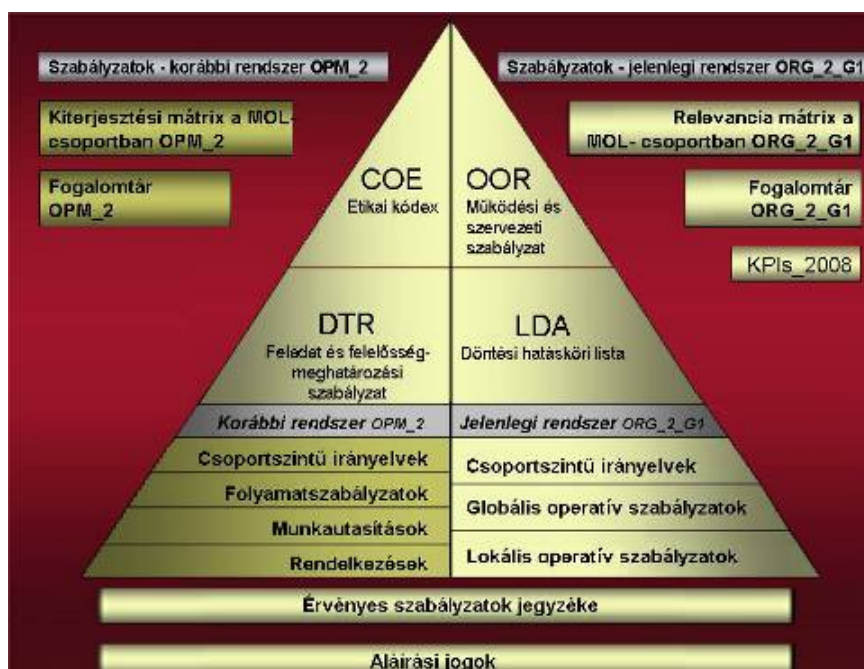 Szabályzatok - korábbi rendszer OPM_2
Szabályzatok - jelenlegi rendszer ORG_2_G1
Kiterjesztési mátrix a MOL-
csoportban OPM_2
Relevancia mátrix a
MOL- csoportban ORG_2_G1
Fogalomtár
OPM_2
Fogalomtár
ORG_2_G1
KPIs_2008
COE
Etikai kódex
OOR
Működési és
szervezeti
szabályzat
DTR
Feladat és felelősség-
meghatározási
szabályzat
LDA
Döntési hatásköri lista
Korábbi rendszer OPM_2
Jelenlegi rendszer ORG_2_G1
Csoportszintű irányelvek
Folyamatszabályzatok
Munkautasítások
Rendelkezések
Csoportszintű irányelvek
Globális operatív szabályzatok
Lokális operatív szabályzatok
Érvényes szabályzatok jegyzéke
Aláírási jogok